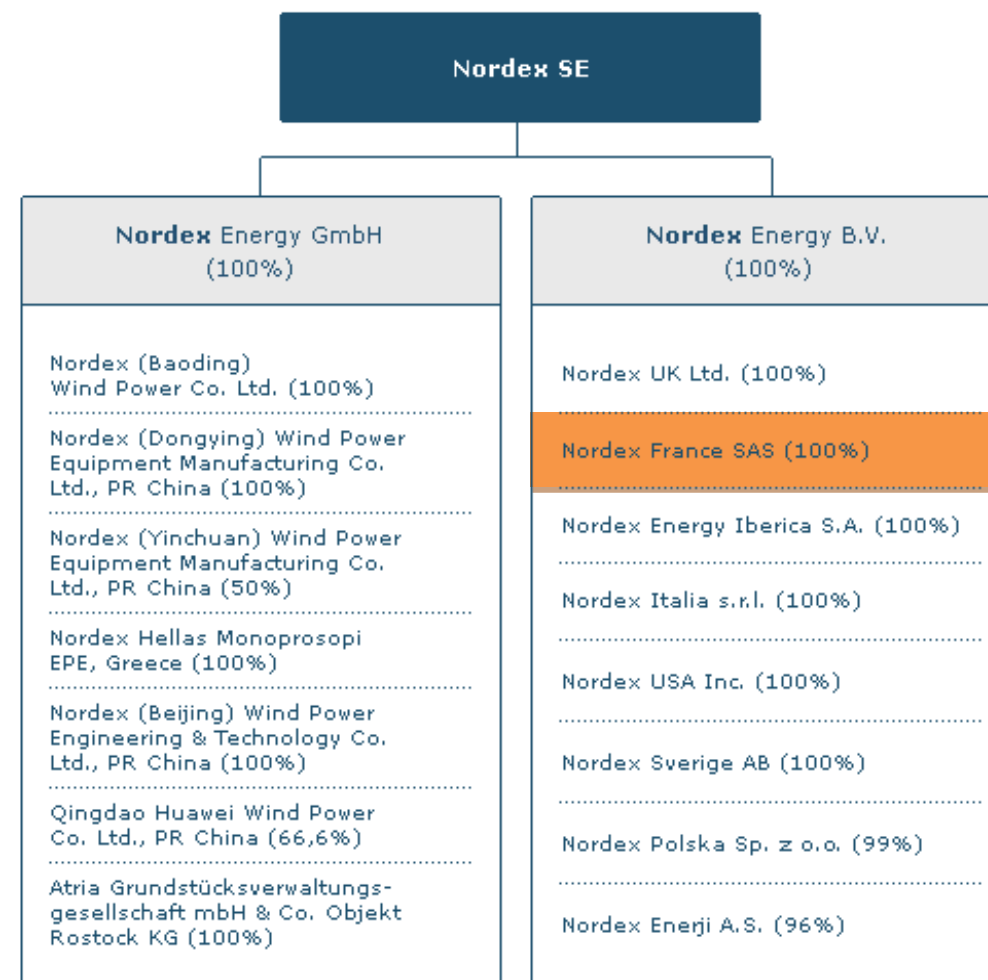 Nordex SE
Nordex Energy GmbH
(100%)
Nordex (Baoding)
Wind Power Co. Ltd. (100%)
Nordex (Dongying) Wind Power
Equipment Manufacturing Co.
Ltd., PR China (100%)
Nordex (Yinchuan) Wind Power
Equipment Manufacturing Co.
Ltd., PR China (50%)
Nordex Hellas Monoprosopi
EPE, Greece (100%)
Nordex (Beijing) Wind Power
Engineering & Technology Co.
Ltd., PR China (100%)
Qingdao Huawei Wind Power
Co. Ltd., PR China (66,6%)
Atria Grundstücksverwaltungs-
gesellschaft mbH & Co. Objekt
Rostock KG (100%)
Nordex Energy B.V.
(100%)
Nordex UK Ltd. (100%)
Nordex France SAS (100%)
Nordex Energy Iberica S.A. (100%)
Nordex Italia s.r.l. (100%)
Nordex USA Inc. (100%)
Nordex Sverige AB (100%)
Nordex Polska Sp. z o.o. (99%)
Nordex Enerji A.S. (96%)